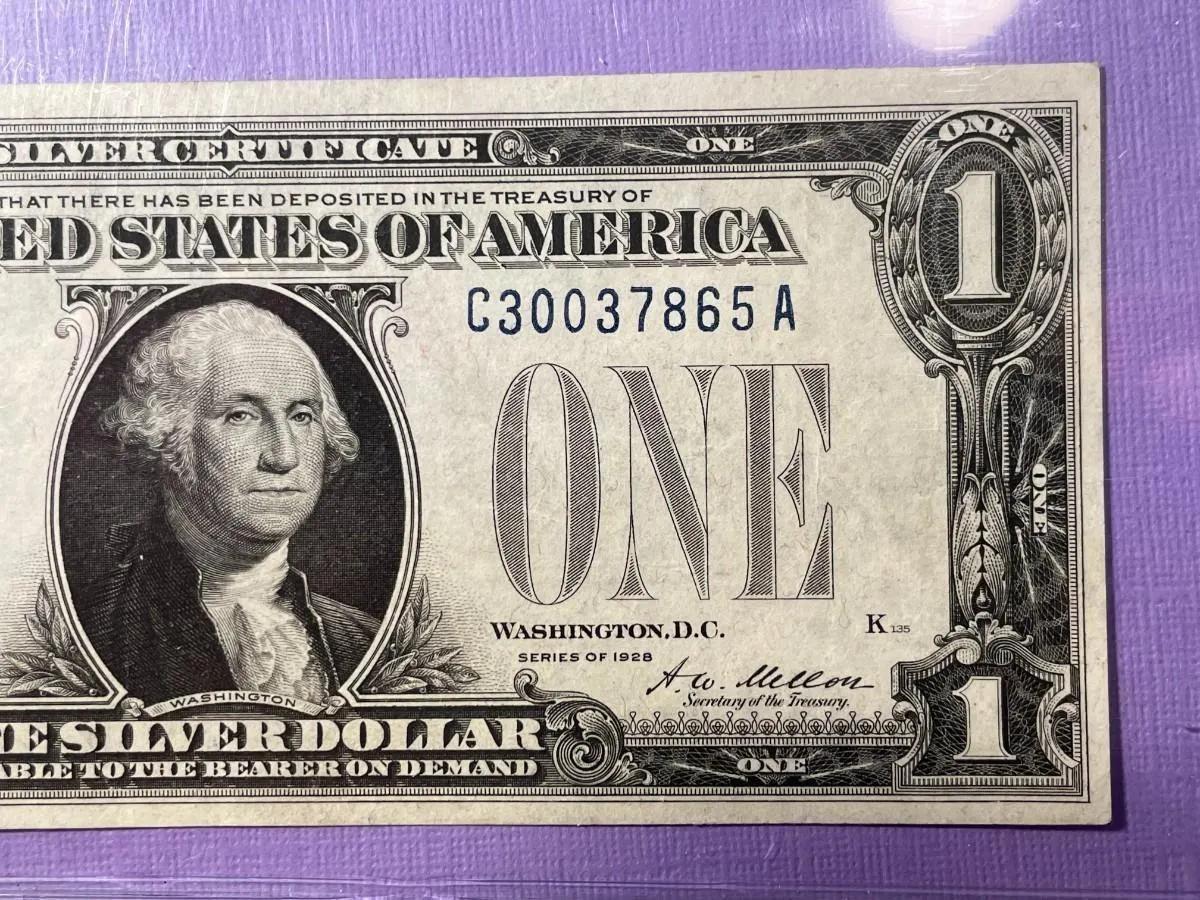 SILVER CERTIFICATE
ONE
ONE
1
THAT THERE HAS BEEN DEPOSITED IN THE TREASURY OF
ED STATES OF AMERICA
C30037865A
ONE
ONE
WASHINGTON, D.C.
K 135
SERIES OF 1928
A. W. Mellon
Secretary of the Treasury.
WASHINGTON
1
E SILVER DOLLAR
ABLE TO THE BEARER ON DEMAND
ONE